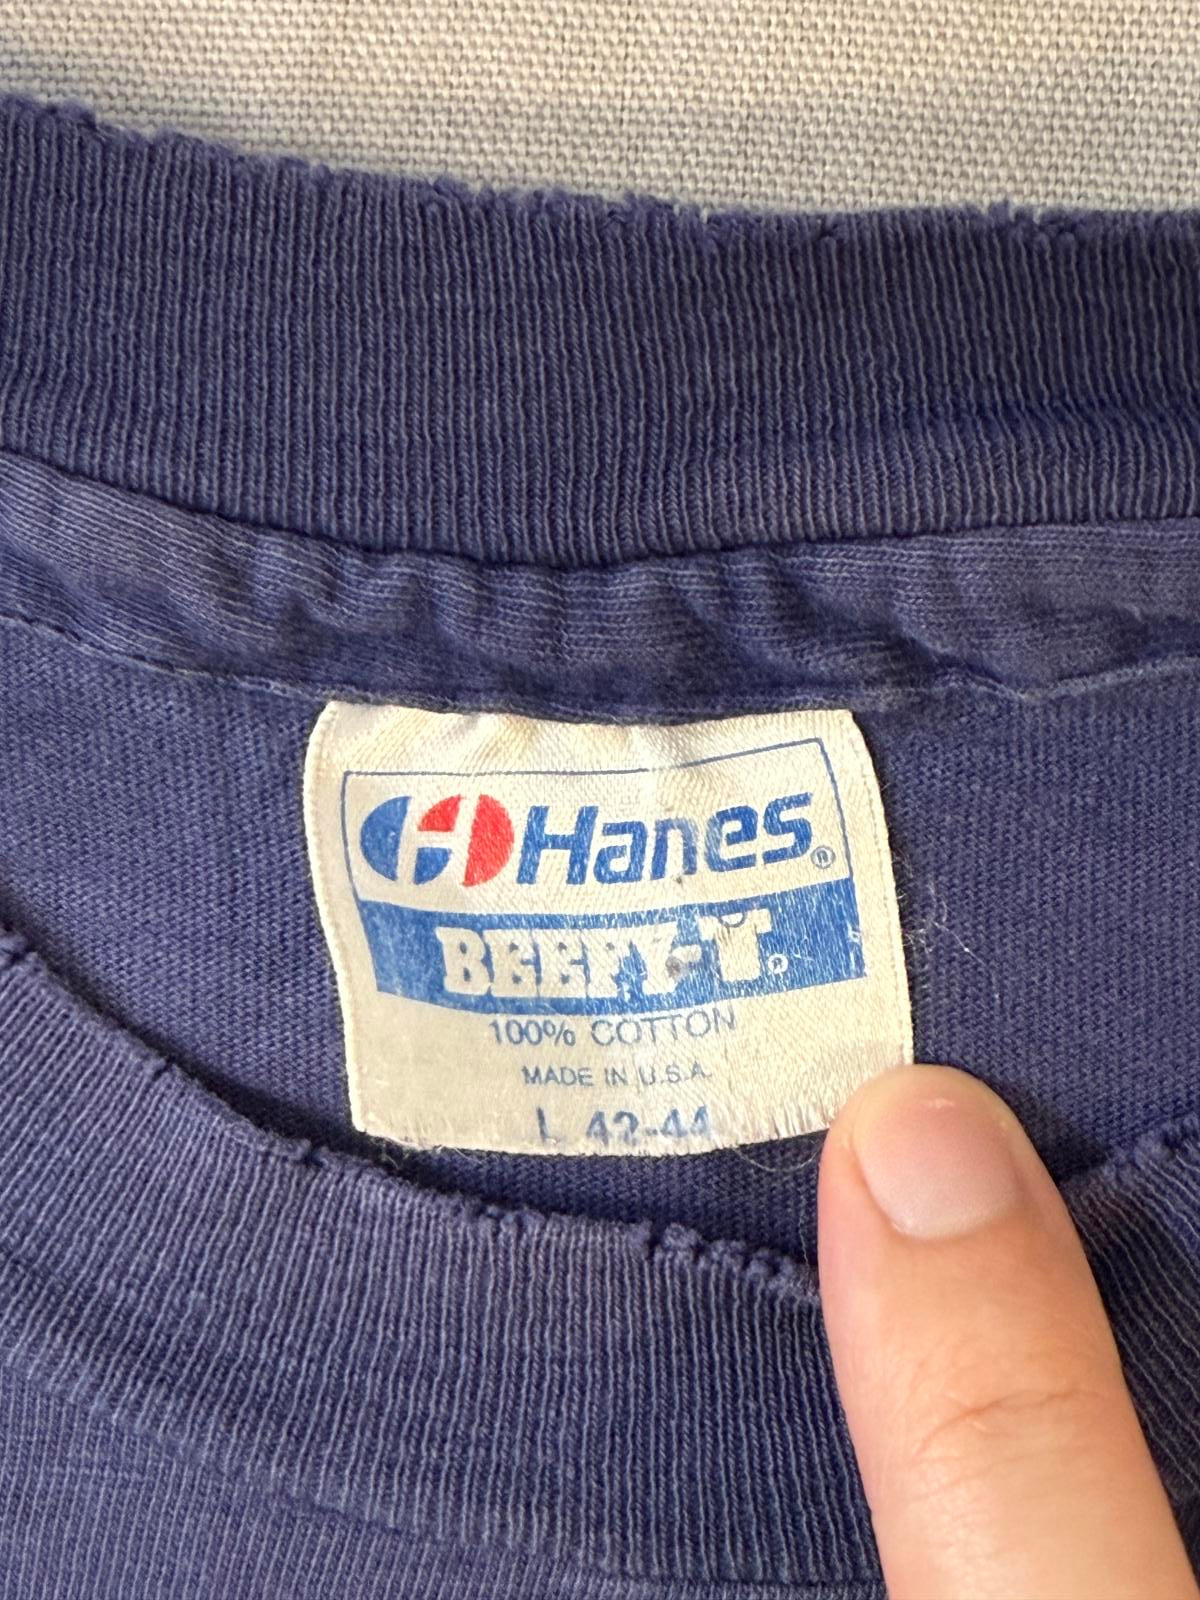 Hanes®
BEEFY-T®
100% COTTON
MADE IN U.S.A.
L 42-44